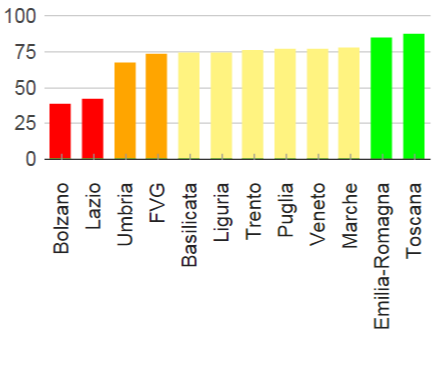 100
75
50
25
0
Bolzano
Lazio
Umbria
FVG
Basilicata
Liguria
Trento
Puglia
Veneto
Marche
Emilia-Romagna
Toscana